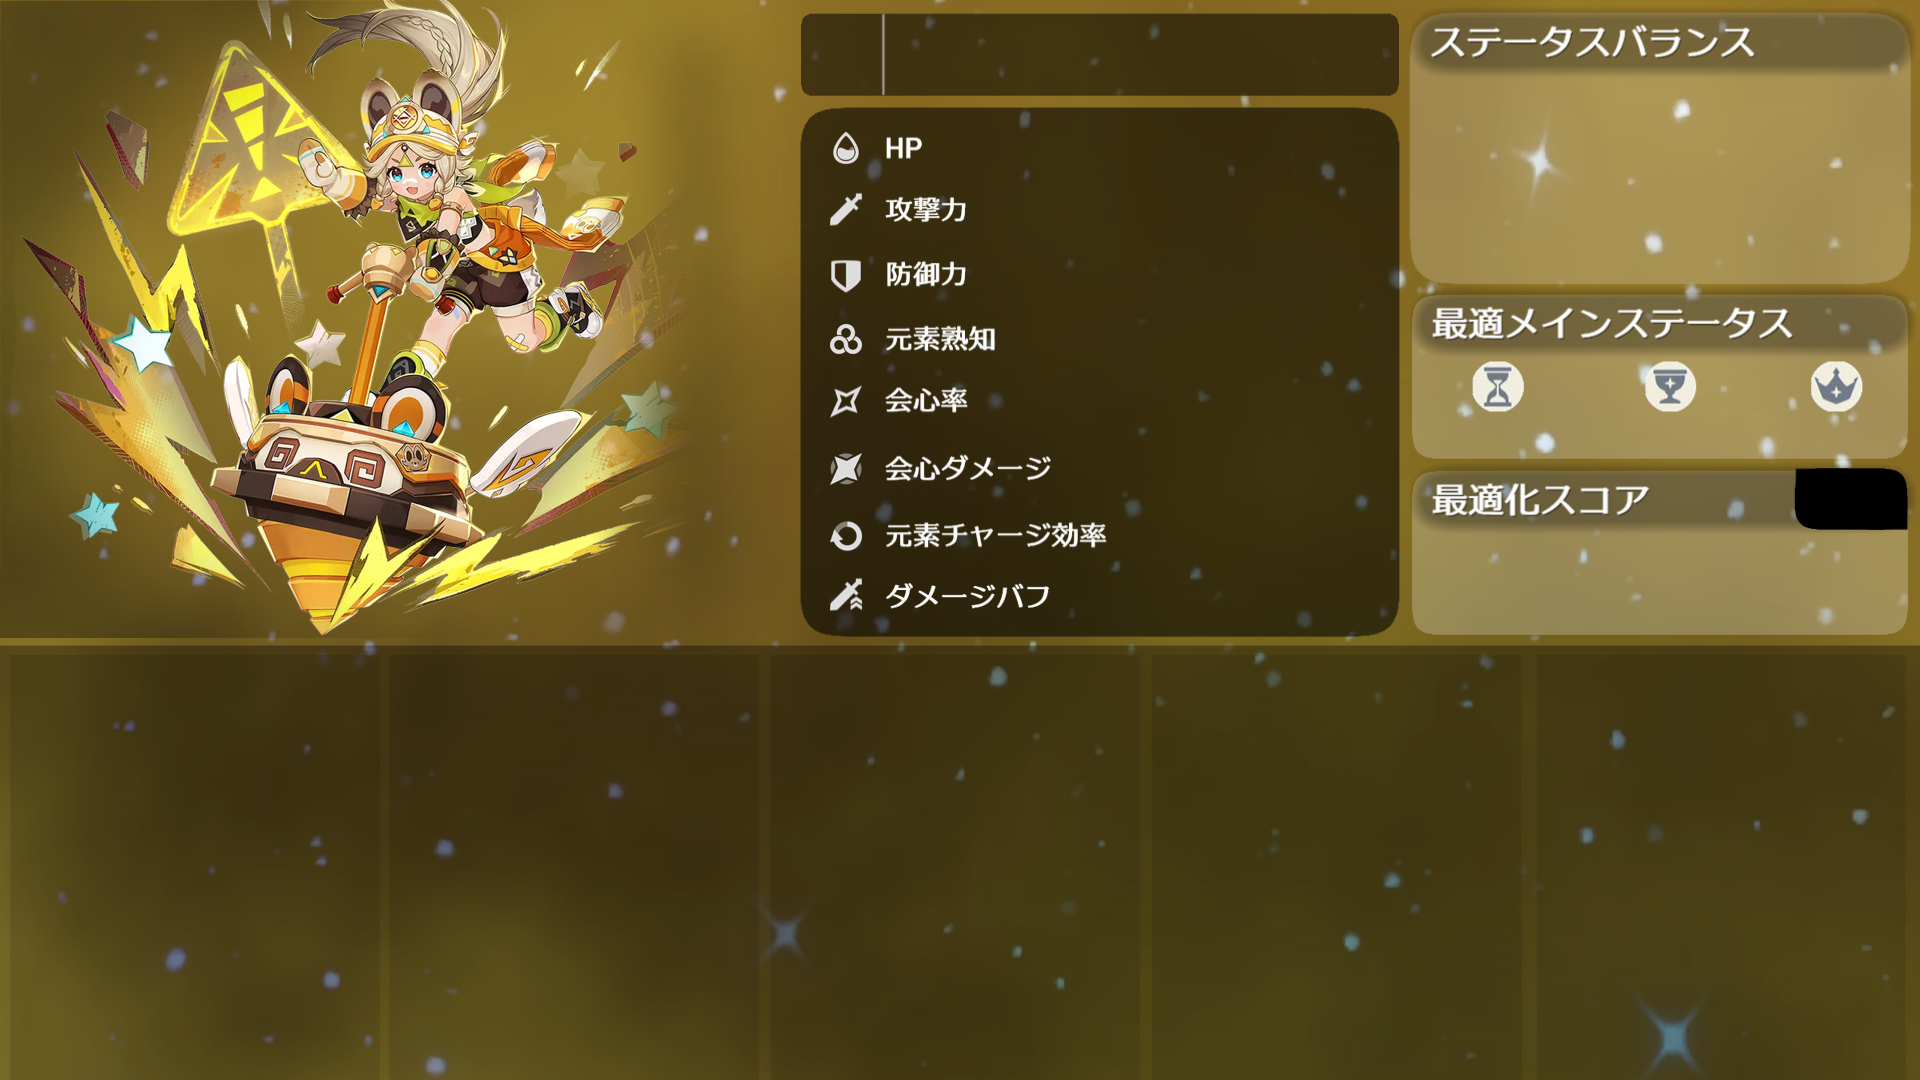 ステータスバランス
HP
攻撃力
防御力
元素熟知
会心率
会心ダメージ
元素チャージ効率
ダメージバフ
最適メインステータス
最適化スコア